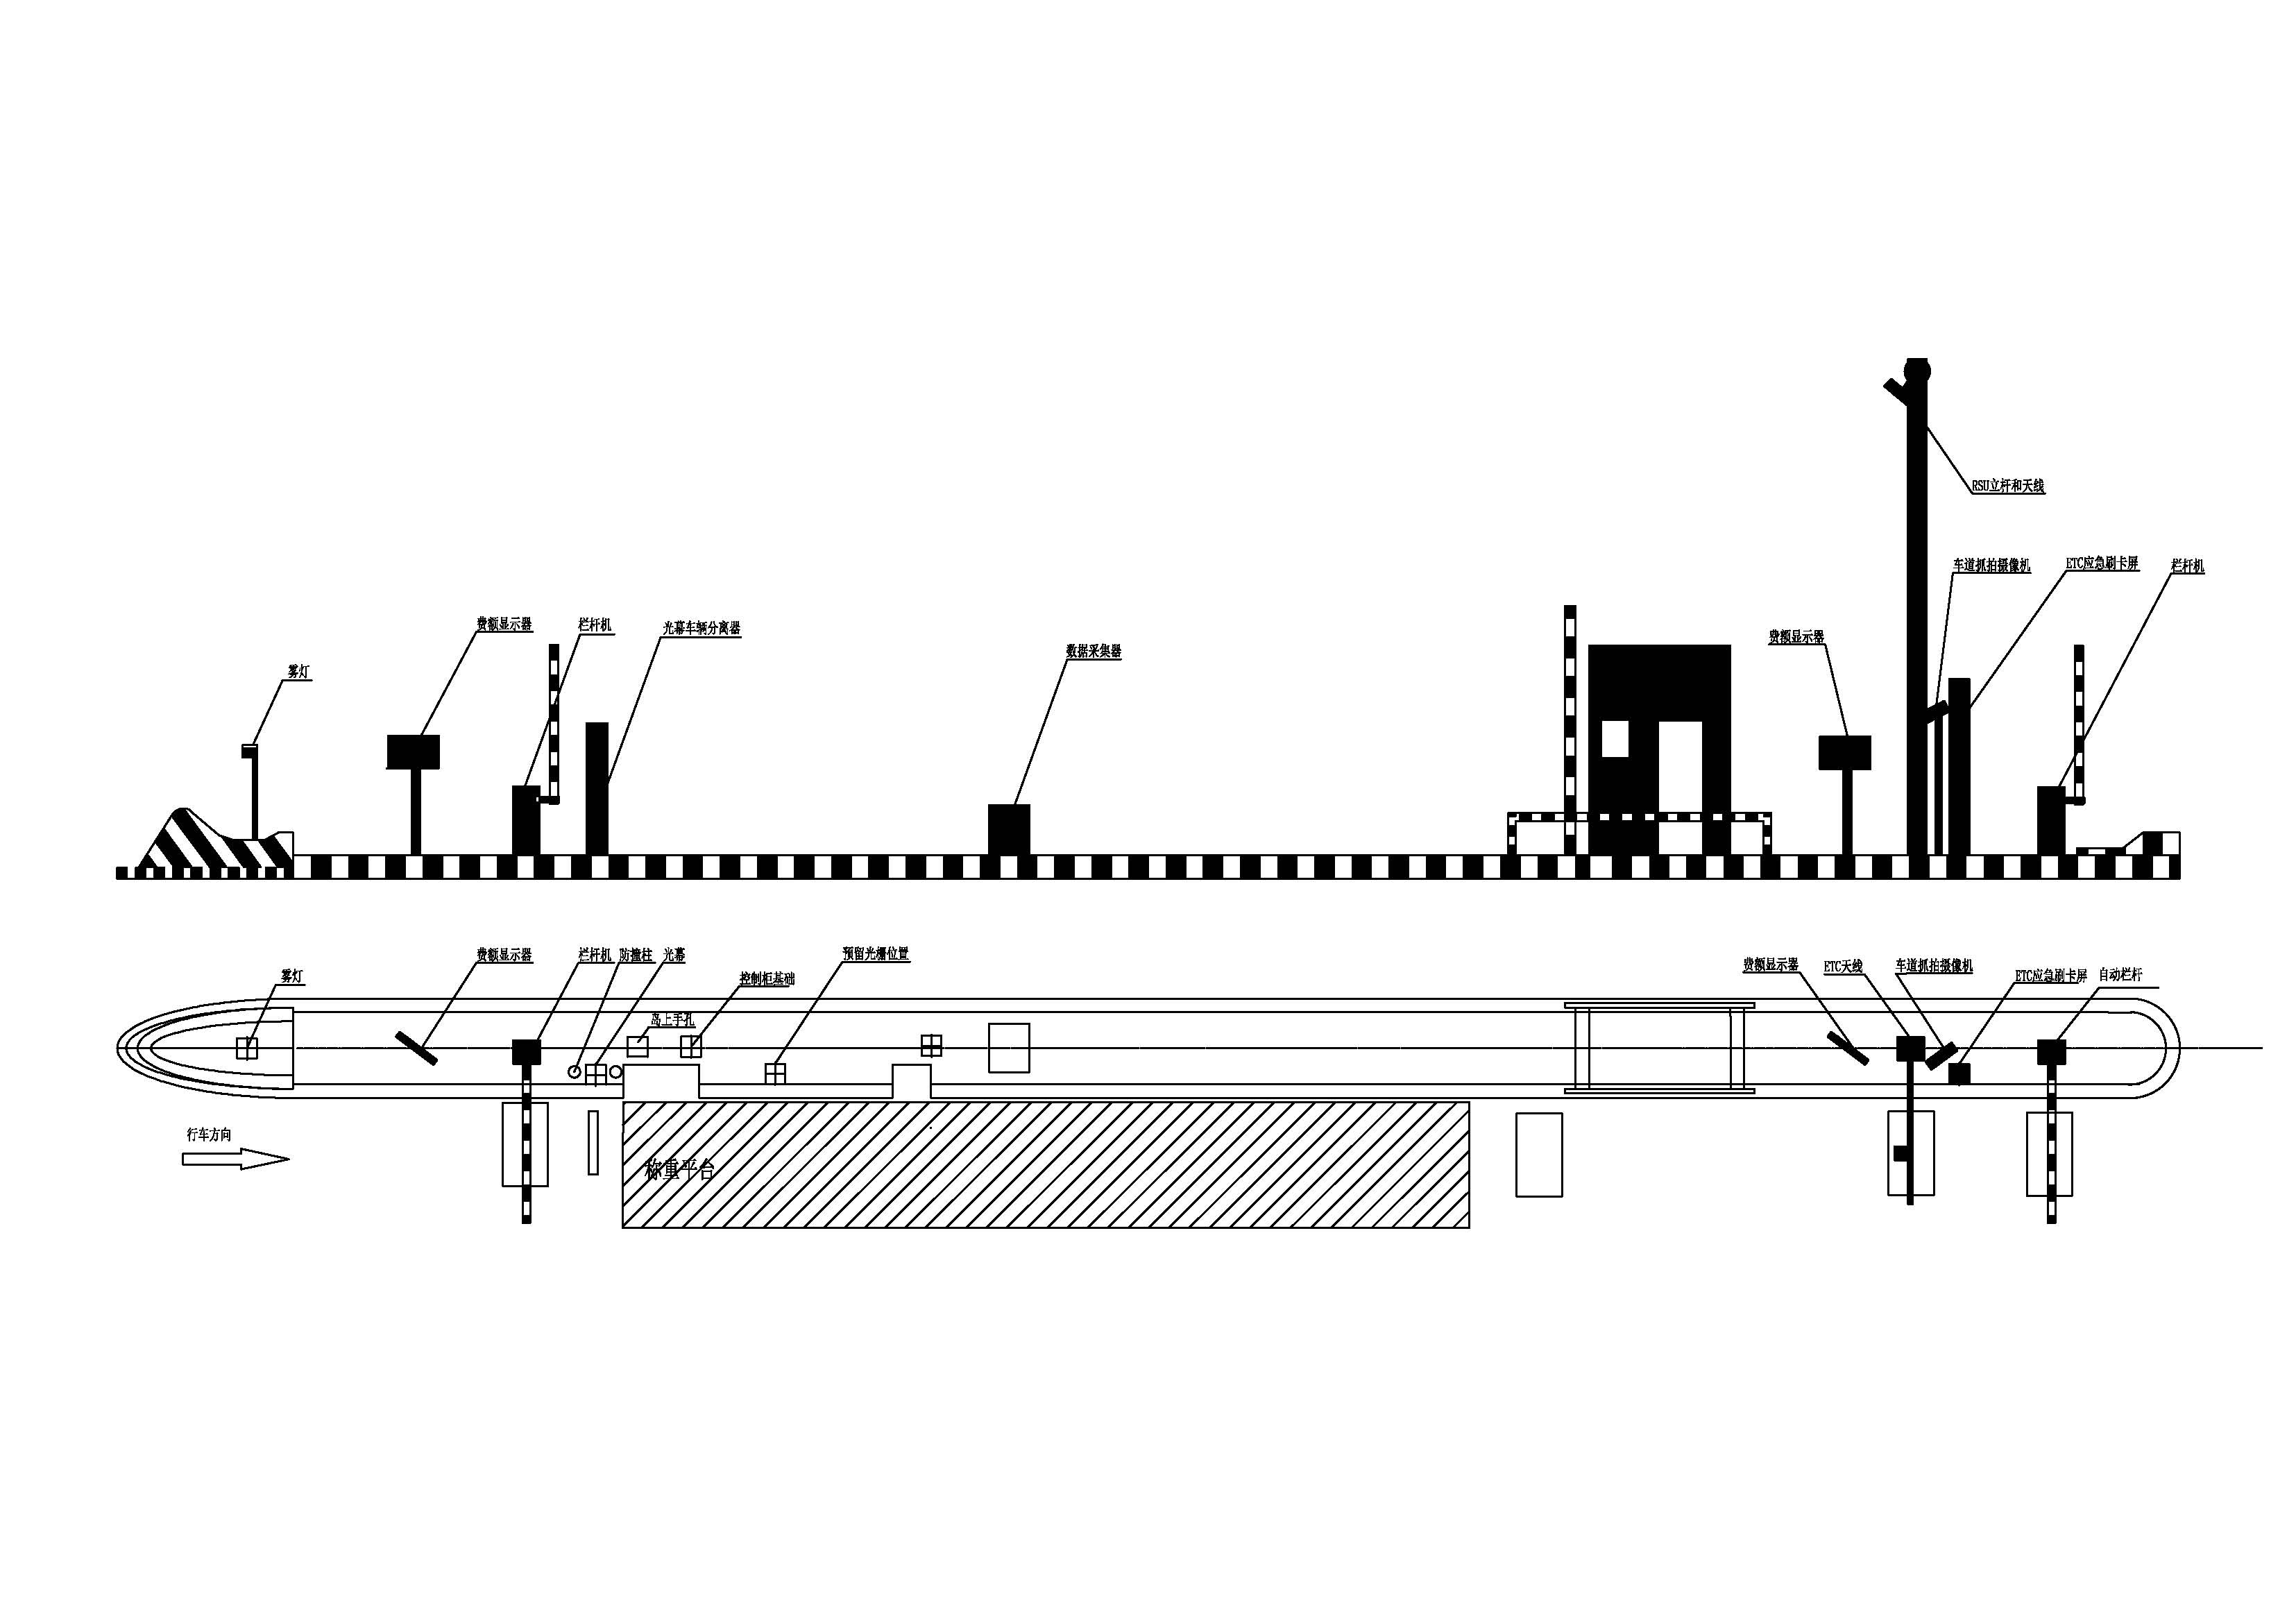 RSU立杆和天线
车道抓拍摄像机
ETC应急刷卡屏
栏杆机
费额显示器
栏杆机
光幕车辆分离器
费额显示器
数据采集器
雾灯
费额显示器
栏杆机
防撞柱
光幕
预留光栅位置
费额显示器
ETC天线
车道抓拍摄像机
ETC应急刷卡屏
自动栏杆
雾灯
控制柜基础
岛上手孔
行车方向
称重平台